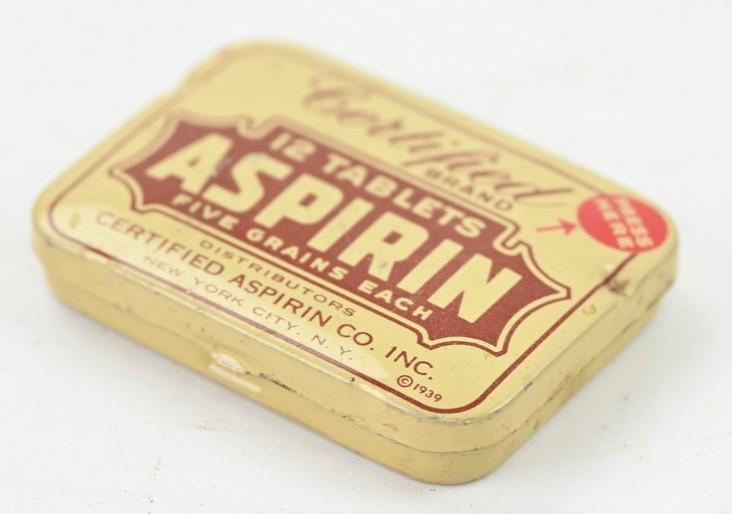 Certified
BRAND
PRESS
HERE
12 TABLETS
ASPIRIN
FIVE GRAINS EACH
DISTRIBUTORS
CERTIFIED ASPIRIN CO. INC.
NEW YORK CITY, N. Y.
©1939